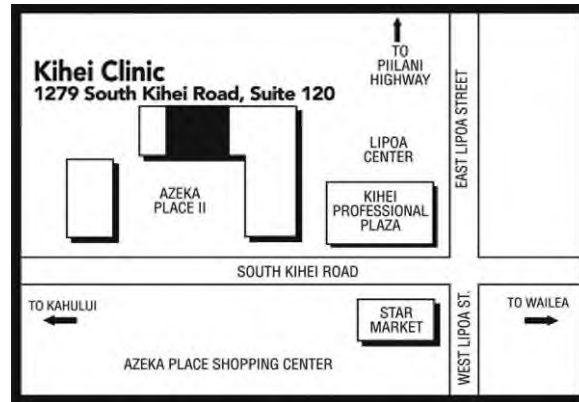 Kihei Clinic
1279 South Kihei Road, Suite 120
TO
PIILANI
HIGHWAY
LIPOA
CENTER
EAST LIPOA STREET
AZEKA
PLACE II
KIHEI
PROFESSIONAL
PLAZA
SOUTH KIHEI ROAD
TO KAHULUI
STAR
MARKET
WEST LIPOA ST.
TO WAILEA
AZEKA PLACE SHOPPING CENTER